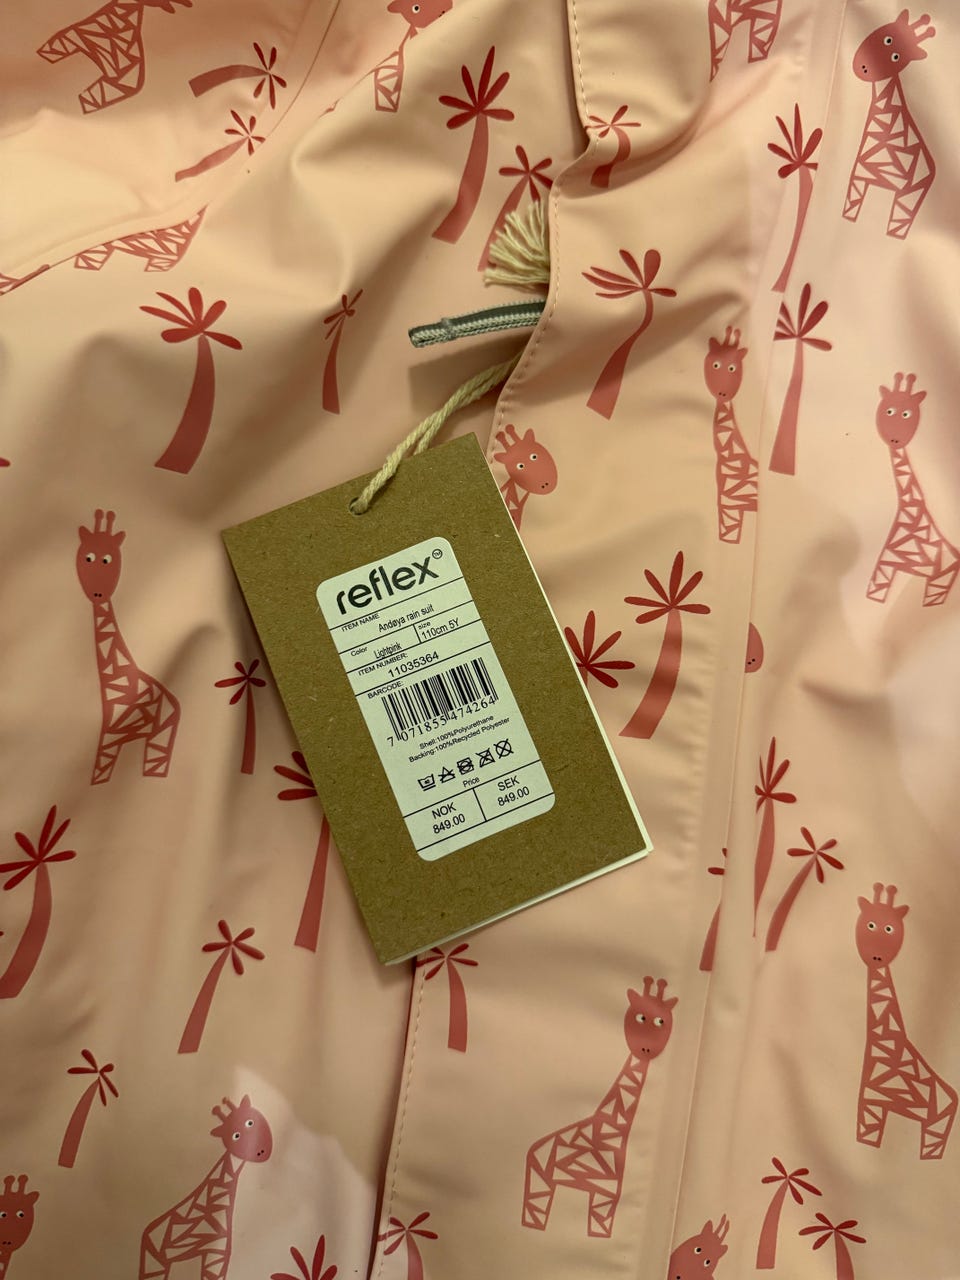 reflex™
ITEM NAME
Andøya rain suit
Color
Lightpink
size
110cm 5Y
ITEM NUMBER:
11035364
BARCODE:
7 071855 474264
Shell:100%Polyurethane
Backing:100%Recycled Polyester
Price
NOK
849.00
SEK
849.00